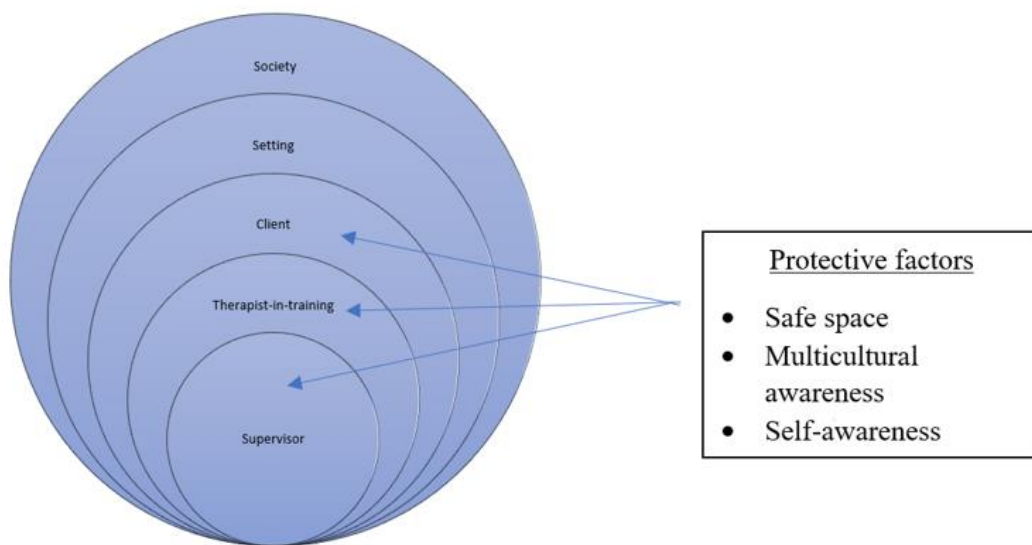 Society
Setting
Client
Therapist-in-training
Supervisor
Protective factors
• Safe space
• Multicultural
awareness
• Self-awareness